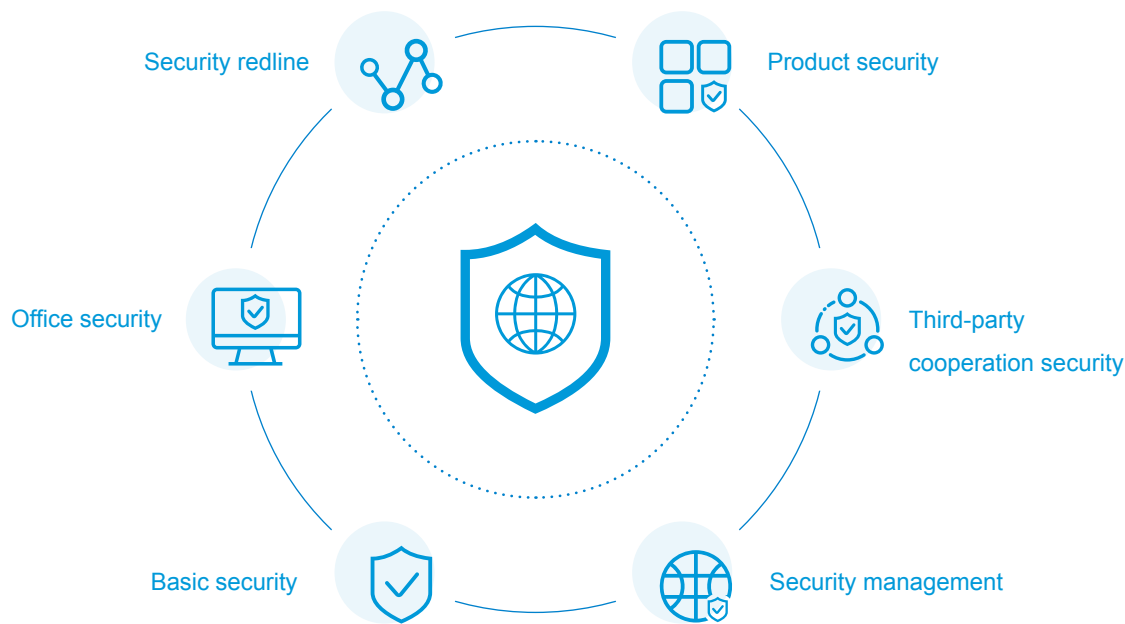 Security redline
Product security
Office security
Third-party
cooperation security
Basic security
Security management